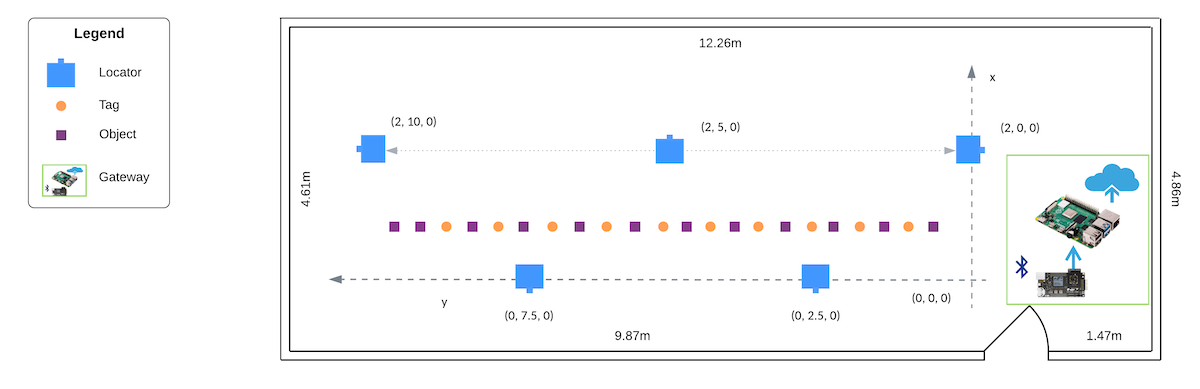 Legend
Locator
Tag
Object
Gateway
12.26m
x
(2, 10, 0)
(2, 5, 0)
(2, 0, 0)
4.61m
4.86m
y
(0, 0, 0)
(0, 7.5, 0)
(0, 2.5, 0)
9.87m
1.47m